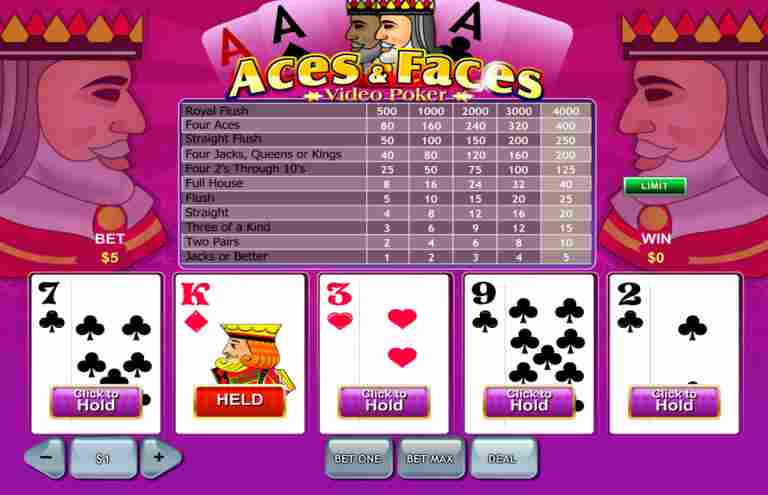 A A A
Aces & Faces
Video Poker
Royal Flush 500 1000 2000 3000 4000
Four Aces 80 160 240 320 400
Straight Flush 50 100 150 200 250
Four Jacks, Queens or Kings 40 80 120 160 200
Four 2's Through 10's 25 50 75 100 125
Full House 8 16 24 32 40
Flush 5 10 15 20 25
Straight 4 8 12 16 20
Three of a Kind 3 6 9 12 15
Two Pairs 2 4 6 8 10
Jacks or Better 1 2 3 4 5
LIMIT
BET
$5
WIN
$0
7 K 3 9 2
Click to
Hold
HELD
Click to
Hold
Click to
Hold
Click to
Hold
− $1 + BET ONE BET MAX DEAL